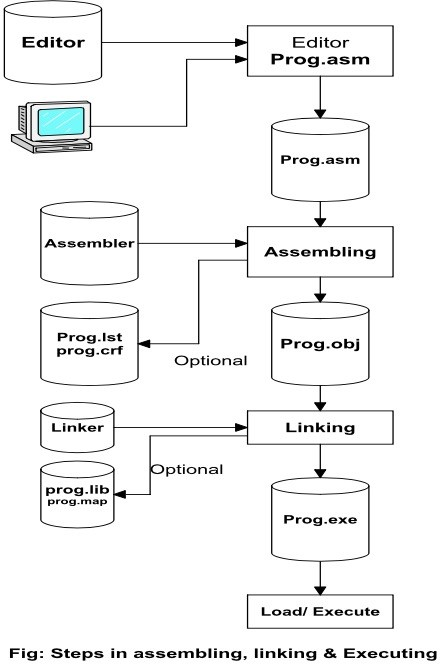 Editor
Editor
Prog.asm
Prog.asm
Assembler
Assembling
Prog.lst
prog.crf
Optional
Prog.obj
Linker
Linking
Optional
prog.lib
prog.map
Prog.exe
Load/ Execute
Fig: Steps in assembling, linking & Executing